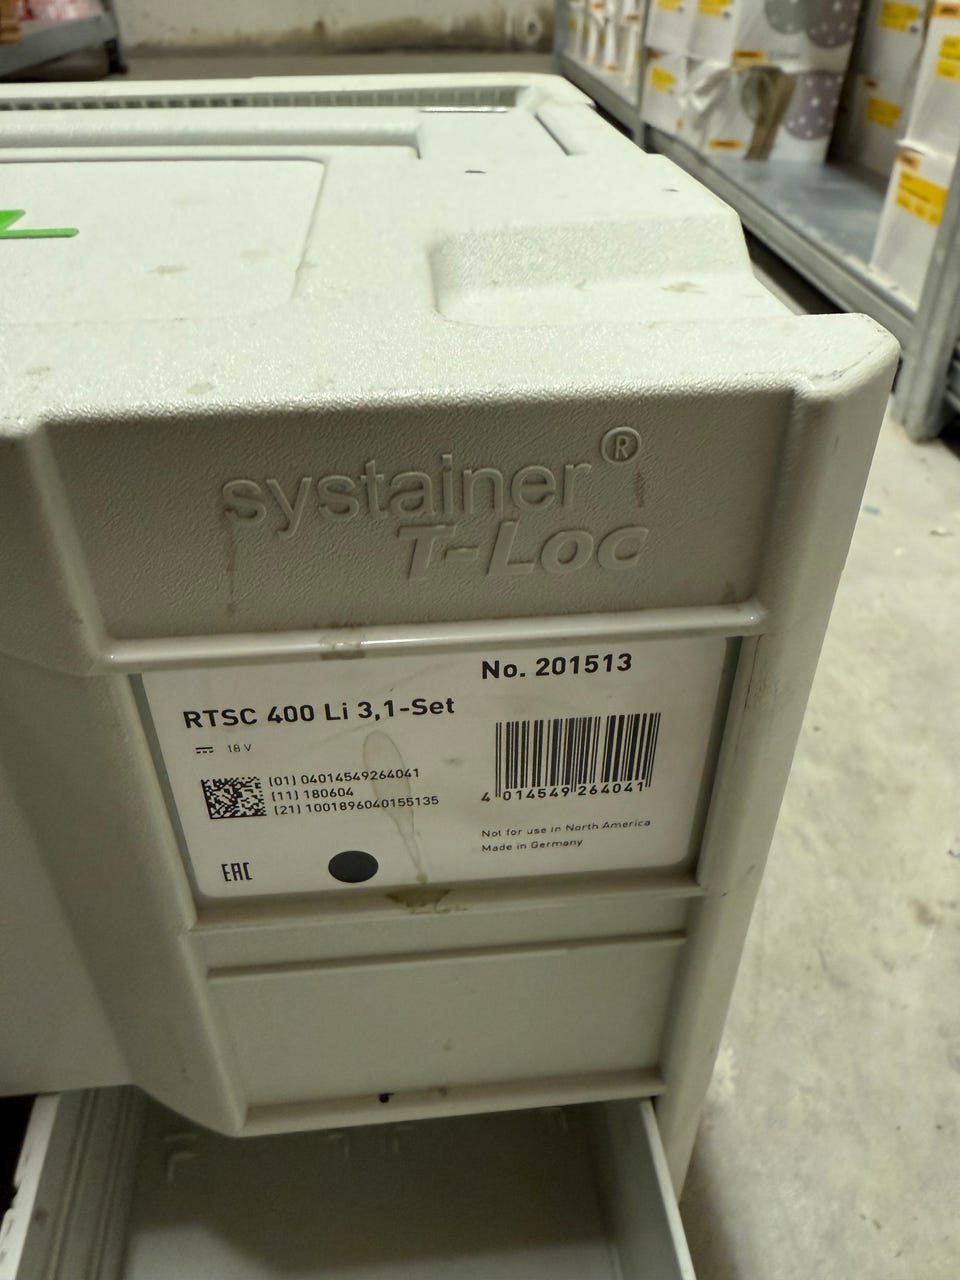 systainer®
T-Loc
No. 201513
RTSC 400 Li 3,1-Set
18 V
(01) 04014549264041
(11) 180604
(21) 1001896040155135
4 014549 264041
Not for use in North America
Made in Germany
EAC